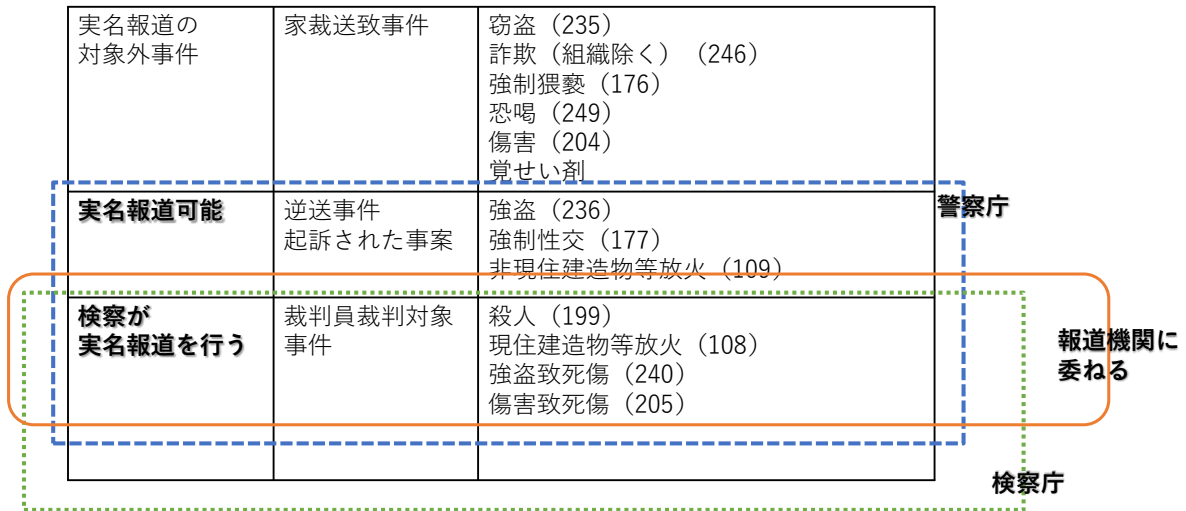 実名報道の
対象外事件
家裁送致事件
窃盗（235）
詐欺（組織除く）（246）
強制猥褻（176）
恐喝（249）
傷害（204）
覚せい剤
実名報道可能
逆送事件
起訴された事案
強盗（236）
強制性交（177）
非現住建造物等放火（109）
警察庁
検察が
実名報道を行う
裁判員裁判対象
事件
殺人（199）
現住建造物等放火（108）
強盗致死傷（240）
傷害致死傷（205）
報道機関に
委ねる
検察庁